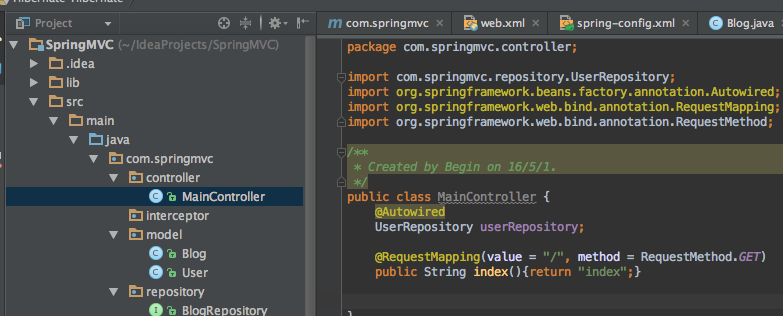 Project
SpringMVC (~/IdeaProjects/SpringMVC)
.idea
lib
src
main
java
com.springmvc
controller
MainController
interceptor
model
Blog
User
repository
BlogRepository
m com.springmvc
web.xml
spring-config.xml
C Blog.java
package com.springmvc.controller;
import com.springmvc.repository.UserRepository;
import org.springframework.beans.factory.annotation.Autowired;
import org.springframework.web.bind.annotation.RequestMapping;
import org.springframework.web.bind.annotation.RequestMethod;
/**
* Created by Begin on 16/5/1.
*/
public class MainController {
@Autowired
UserRepository userRepository;
@RequestMapping(value = "/", method = RequestMethod.GET)
public String index(){return "index";}